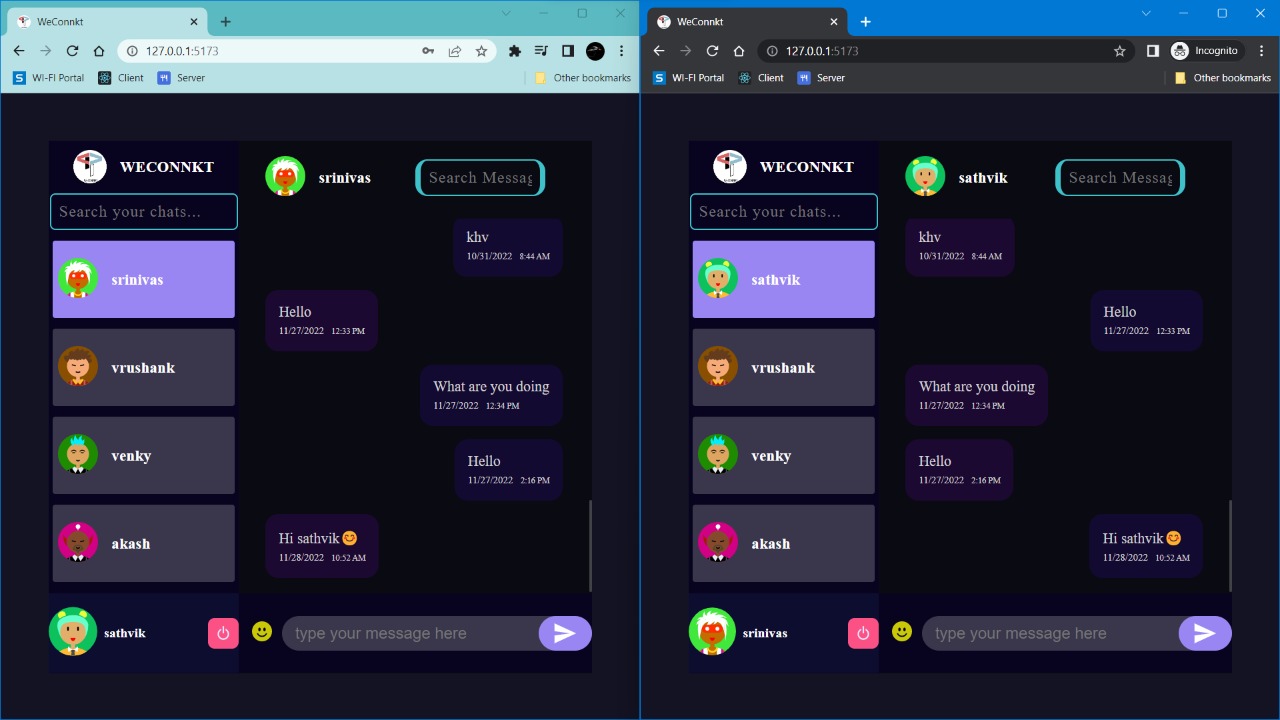 WeConnkt
127.0.0.1:5173
WI-FI Portal
Client
Server
Other bookmarks
WECONNKT
Search your chats...
srinivas
vrushank
venky
akash
sathvik
srinivas
Search Messag
khv
10/31/2022 8:44 AM
Hello
11/27/2022 12:33 PM
What are you doing
11/27/2022 12:34 PM
Hello
11/27/2022 2:16 PM
Hi sathvik😊
11/28/2022 10:52 AM
type your message here
WeConnkt
127.0.0.1:5173
Incognito
WI-FI Portal
Client
Server
Other bookmarks
WECONNKT
Search your chats...
sathvik
vrushank
venky
akash
srinivas
sathvik
Search Messag
khv
10/31/2022 8:44 AM
Hello
11/27/2022 12:33 PM
What are you doing
11/27/2022 12:34 PM
Hello
11/27/2022 2:16 PM
Hi sathvik😊
11/28/2022 10:52 AM
type your message here